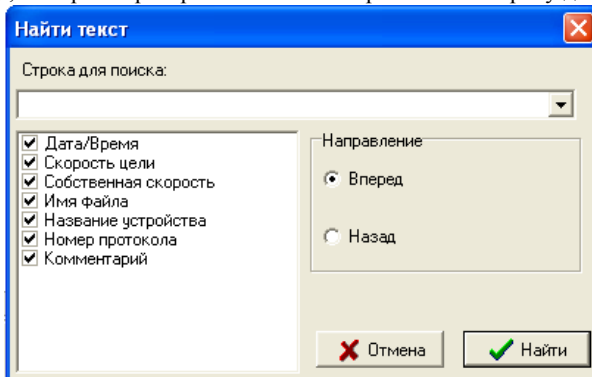 Найти текст
Строка для поиска:
Дата/Время
Скорость цели
Собственная скорость
Имя файла
Название устройства
Номер протокола
Комментарий
Направление
Вперед
Назад
Отмена
Найти